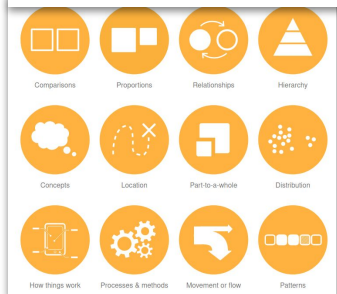 Comparisons Proportions Relationships Hierarchy
Concepts Location Part-to-a-whole Distribution
How things work Processes & methods Movement or flow Patterns